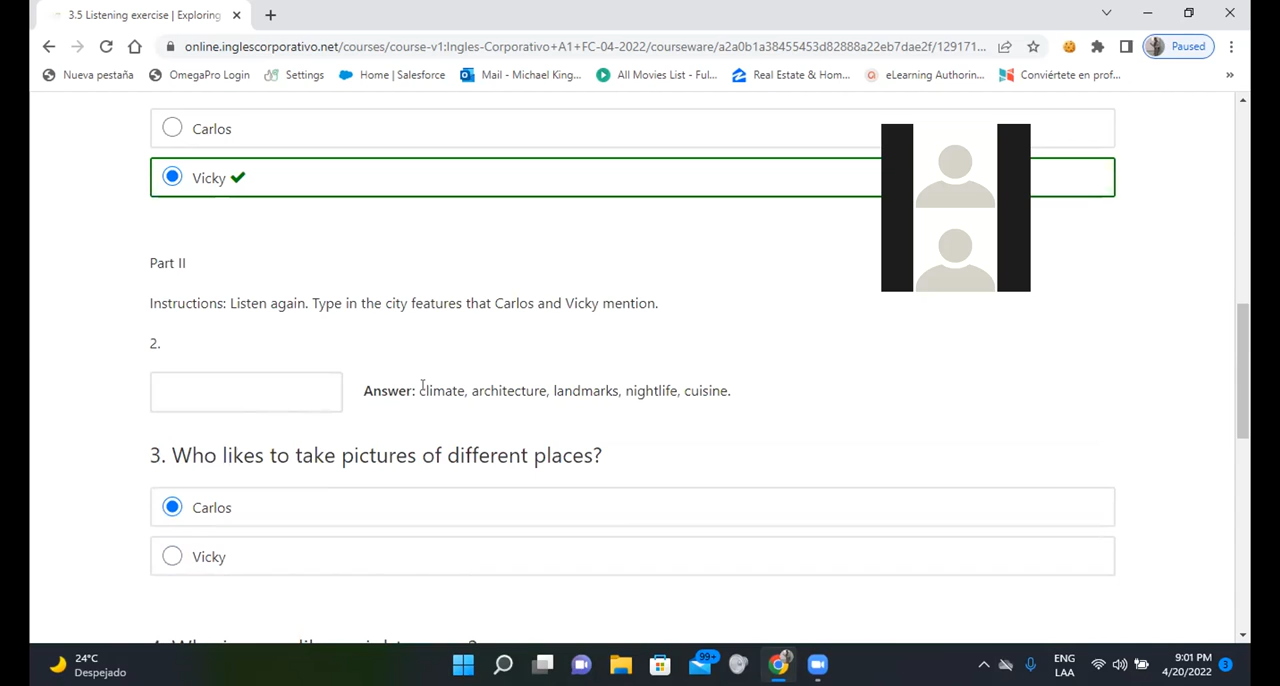 3.5 Listening exercise | Exploring
online.inglescorporativo.net/courses/course-v1:Ingles-Corporativo+A1+FC-04-2022/courseware/a2a0b1a38455453d82888a22eb7dae2f/129171...
Paused
Nueva pestaña
OmegaPro Login
Settings
Home | Salesforce
Mail - Michael King...
All Movies List - Ful...
Real Estate & Hom...
eLearning Authorin...
Conviértete en prof...
»
Carlos
Vicky
Part II
Instructions: Listen again. Type in the city features that Carlos and Vicky mention.
2.
Answer: climate, architecture, landmarks, nightlife, cuisine.
3. Who likes to take pictures of different places?
Carlos
Vicky
24°C
Despejado
99+
ENG
LAA
9:01 PM
4/20/2022
3